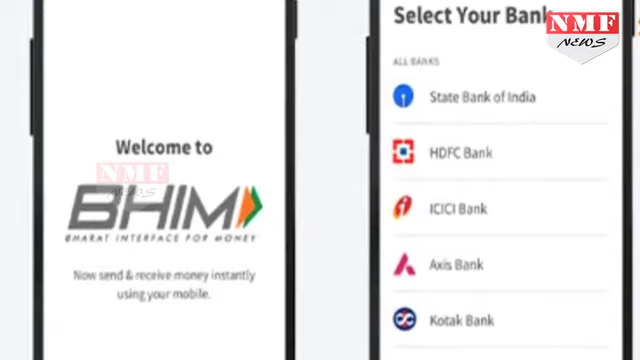 Welcome to
BHIM
BHARAT INTERFACE FOR MONEY
Now send & receive money instantly
using your mobile.
NMF
NEWS
Select Your Bank
ALL BANKS
State Bank of India
HDFC Bank
ICICI Bank
Axis Bank
Kotak Bank
NMF
NEWS